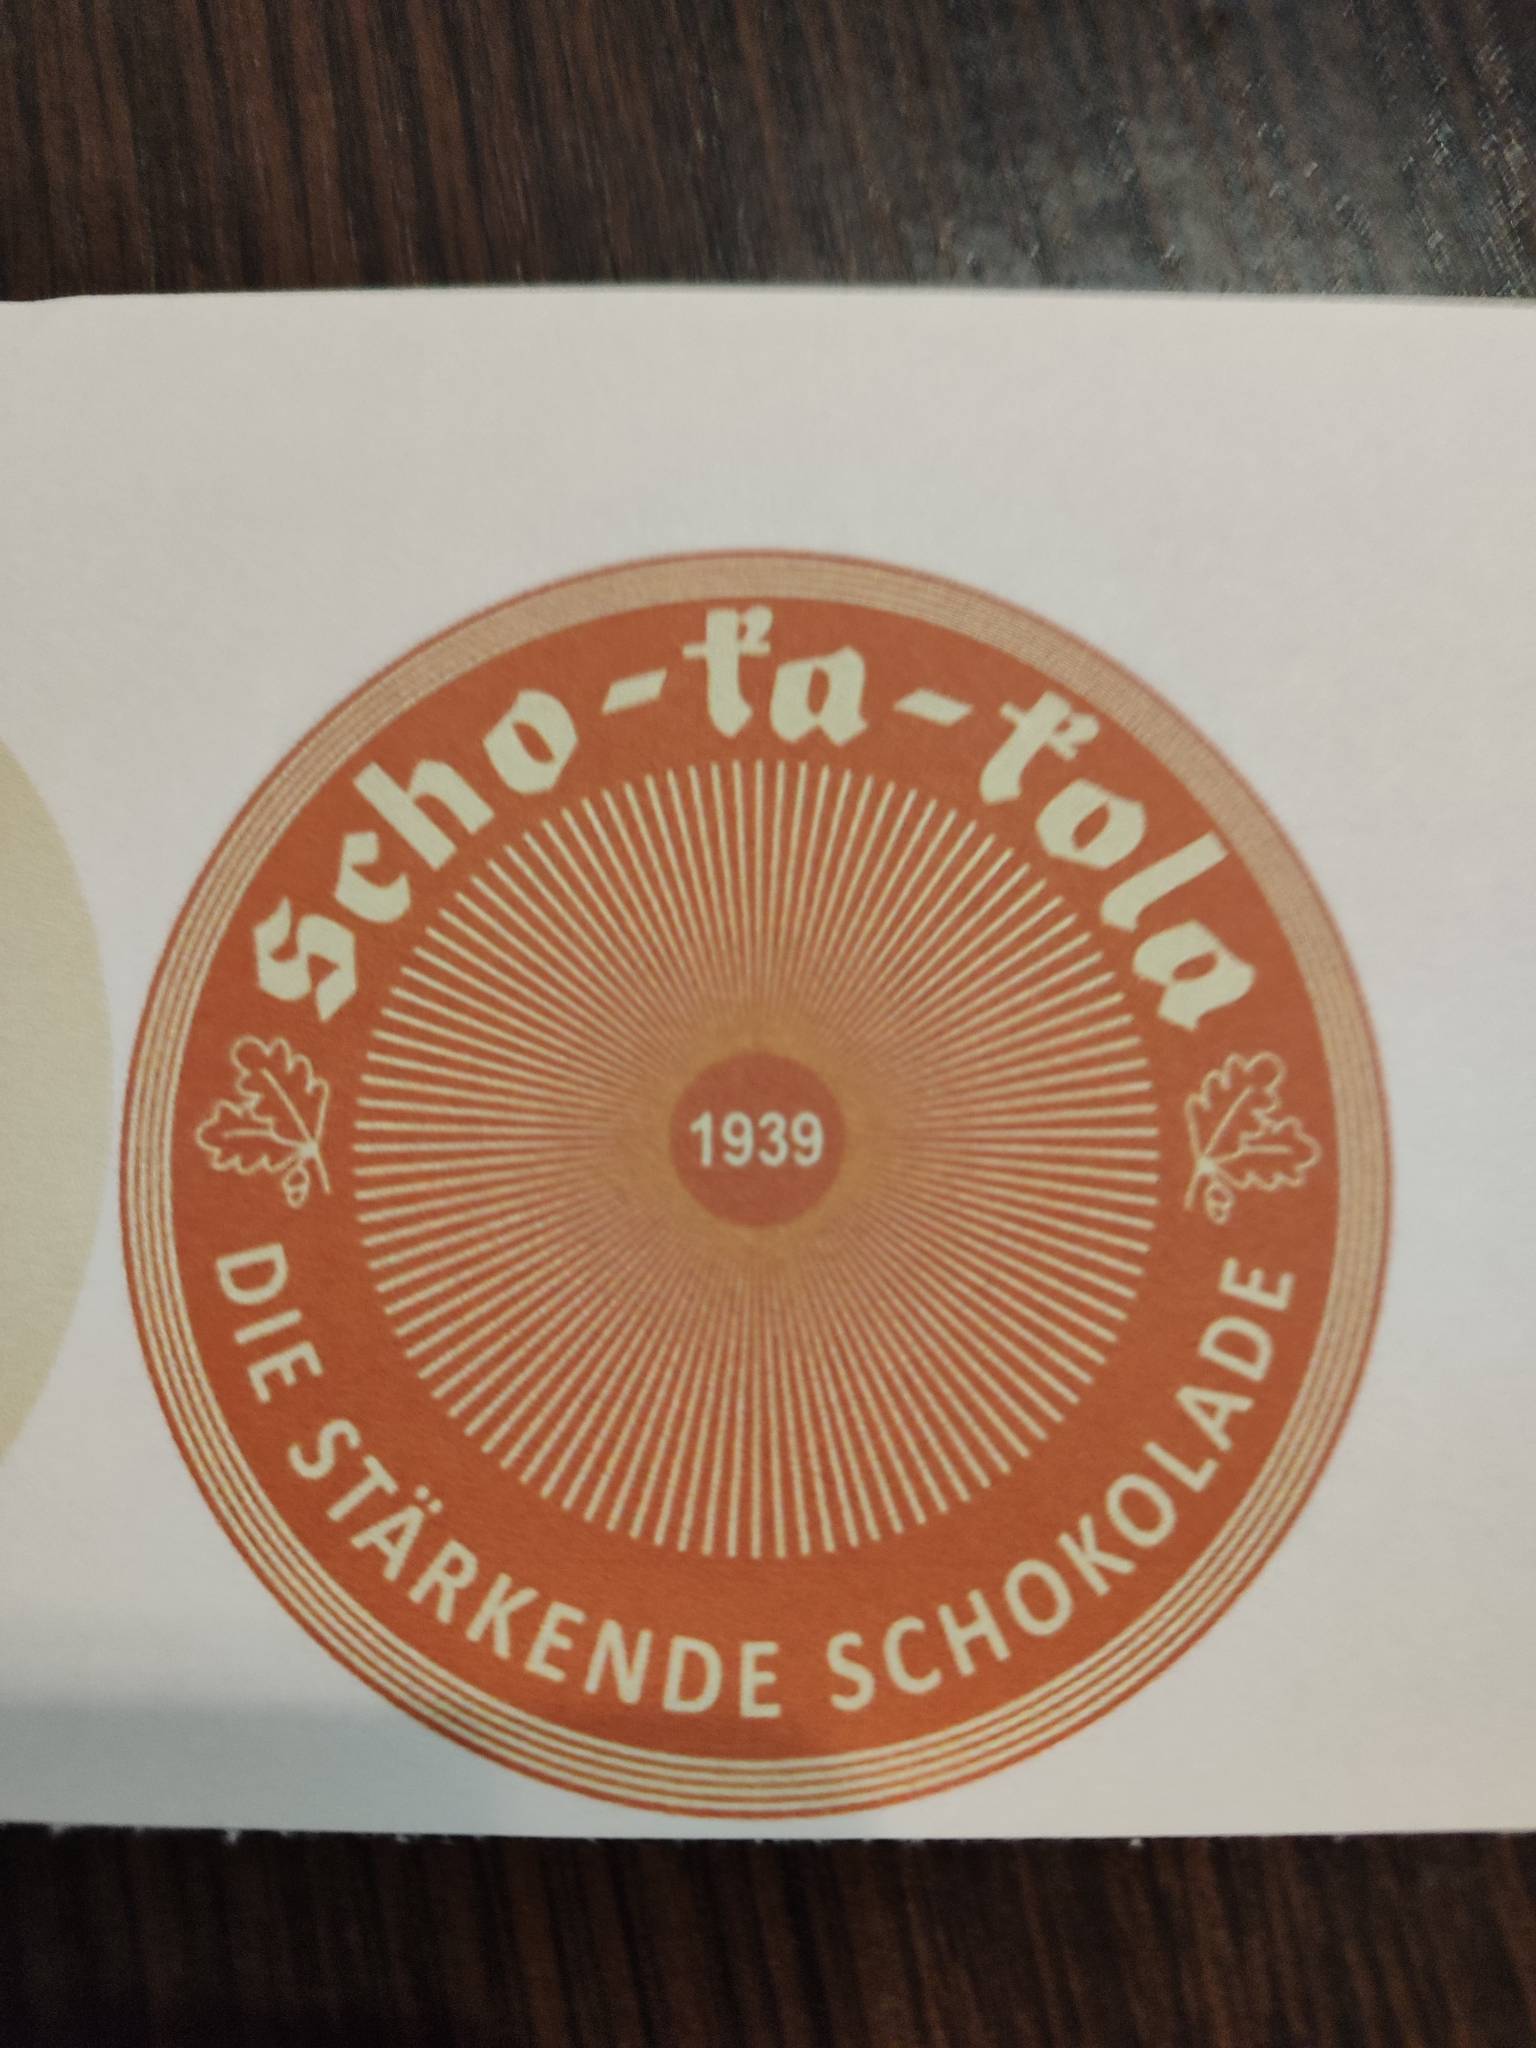 Scho-ka-kola
1939
DIE STÄRKENDE SCHOKOLADE